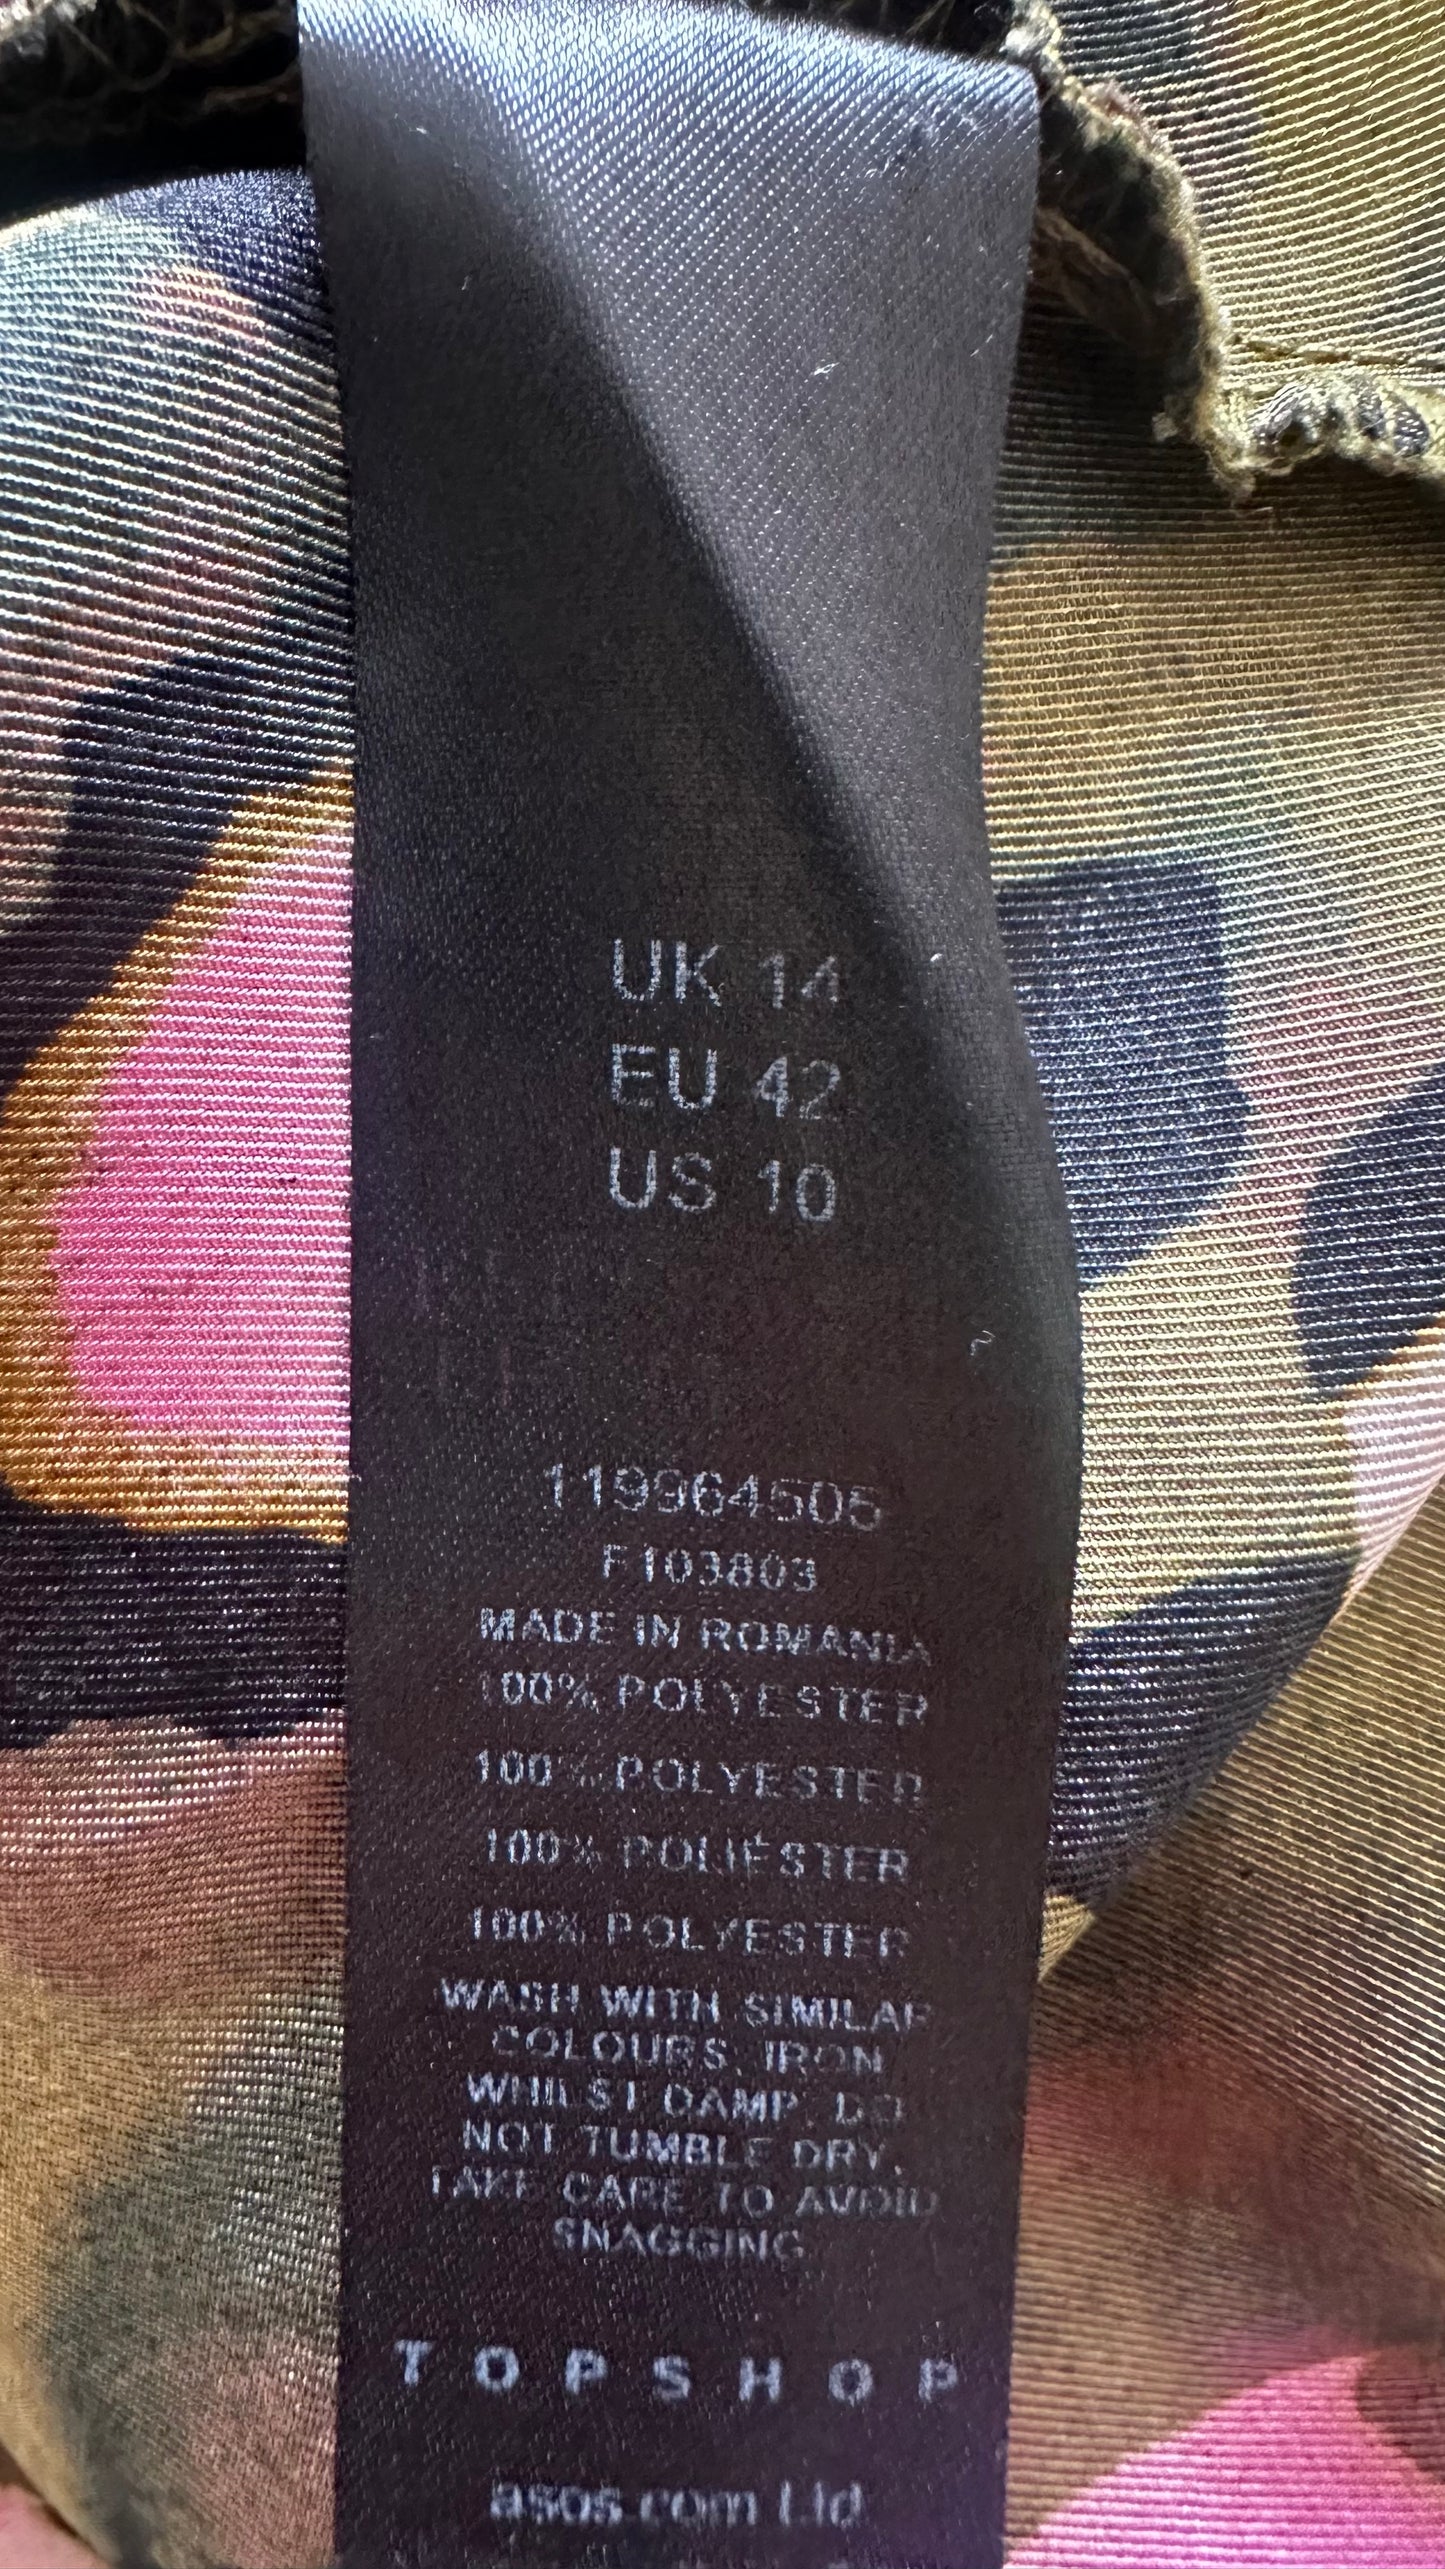 UK 14
EU 42
US 10
119964505
F103803
MADE IN ROMANIA
100% POLYESTER
100% POLYESTER
100% POLIÉSTER
100% POLYESTER
WASH WITH SIMILAR
COLOURS, IRON
WHILST DAMP, DO
NOT TUMBLE DRY,
TAKE CARE TO AVOID
SNAGGING
TOPSHOP
asos.com Ltd